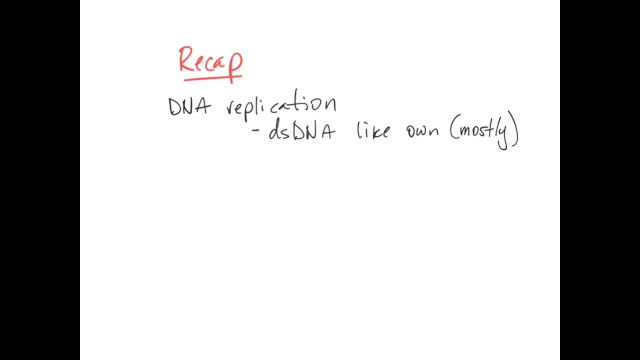 Recap
DNA replication
- dsDNA like own (mostly)